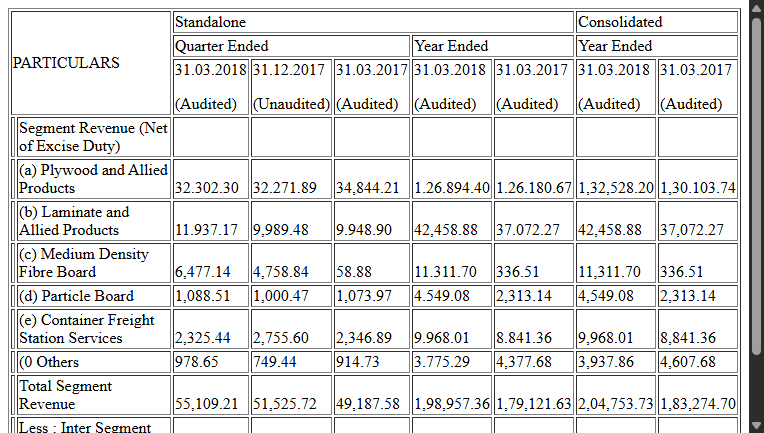 PARTICULARS Standalone Consolidated
Quarter Ended Year Ended Year Ended
31.03.2018 31.12.2017 31.03.2017 31.03.2018 31.03.2017 31.03.2018 31.03.2017
(Audited) (Unaudited) (Audited) (Audited) (Audited) (Audited) (Audited)
Segment Revenue (Net
of Excise Duty)
(a) Plywood and Allied
Products 32.302.30 32.271.89 34,844.21 1.26.894.40 1.26.180.67 1,32,528.20 1,30.103.74
(b) Laminate and
Allied Products 11.937.17 9,989.48 9.948.90 42,458.88 37.072.27 42,458.88 37,072.27
(c) Medium Density
Fibre Board 6,477.14 4,758.84 58.88 11.311.70 336.51 11,311.70 336.51
(d) Particle Board 1,088.51 1,000.47 1,073.97 4.549.08 2,313.14 4,549.08 2,313.14
(e) Container Freight
Station Services 2,325.44 2,755.60 2,346.89 9.968.01 8.841.36 9,968.01 8,841.36
(0 Others 978.65 749.44 914.73 3.775.29 4,377.68 3,937.86 4,607.68
Total Segment
Revenue 55,109.21 51,525.72 49,187.58 1,98,957.36 1,79,121.63 2,04,753.73 1,83,274.70
Less : Inter Segment